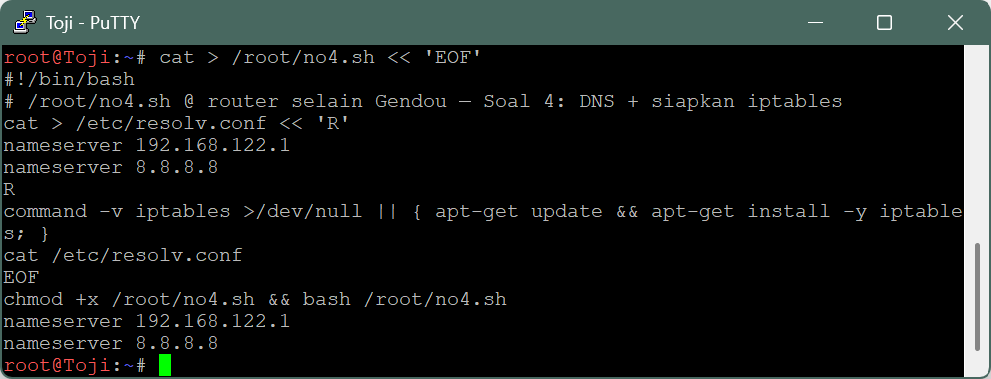 Toji - PuTTY
root@Toji:~# cat > /root/no4.sh << 'EOF'
#!/bin/bash
# /root/no4.sh @ router selain Gendou — Soal 4: DNS + siapkan iptables
cat > /etc/resolv.conf << 'R'
nameserver 192.168.122.1
nameserver 8.8.8.8
R
command -v iptables >/dev/null || { apt-get update && apt-get install -y iptable
s; }
cat /etc/resolv.conf
EOF
chmod +x /root/no4.sh && bash /root/no4.sh
nameserver 192.168.122.1
nameserver 8.8.8.8
root@Toji:~#